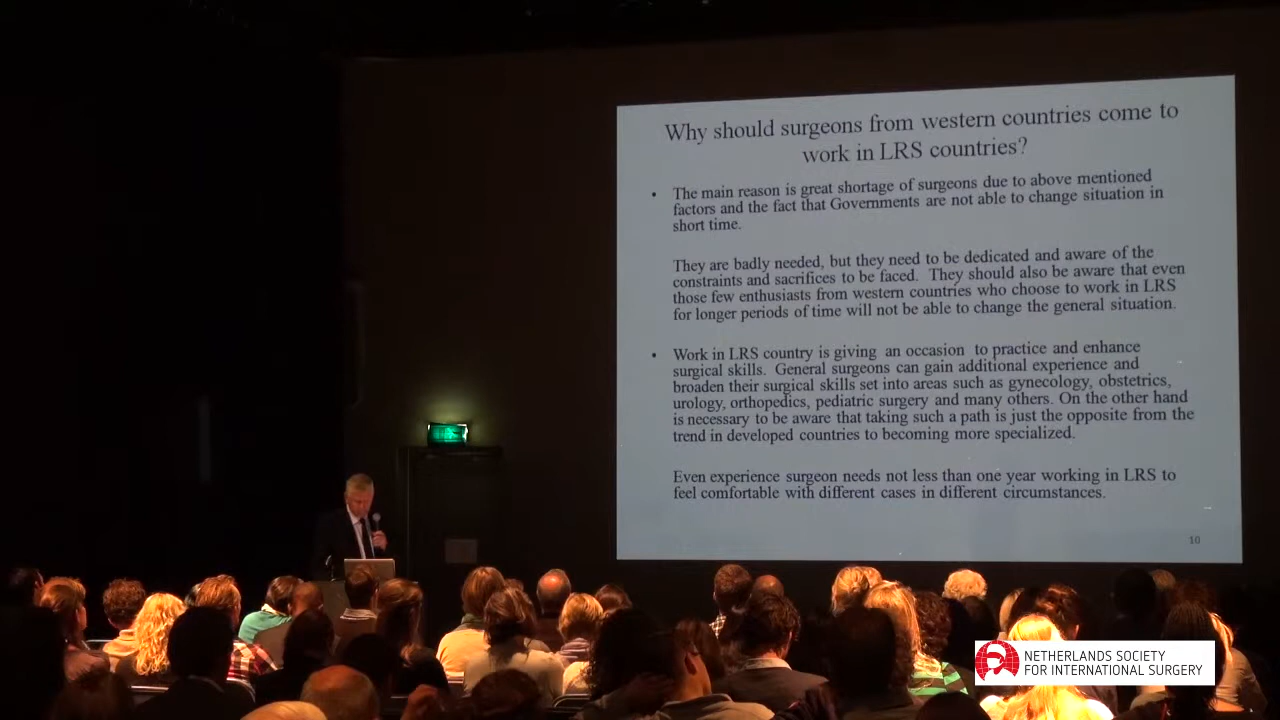 Why should surgeons from western countries come to
work in LRS countries?
• The main reason is great shortage of surgeons due to above mentioned
factors and the fact that Governments are not able to change situation in
short time.
They are badly needed, but they need to be dedicated and aware of the
constraints and sacrifices to be faced. They should also be aware that even
those few enthusiasts from western countries who choose to work in LRS
for longer periods of time will not be able to change the general situation.
• Work in LRS country is giving an occasion to practice and enhance
surgical skills. General surgeons can gain additional experience and
broaden their surgical skills set into areas such as gynecology, obstetrics,
urology, orthopedics, pediatric surgery and many others. On the other hand
is necessary to be aware that taking such a path is just the opposite from the
trend in developed countries to becoming more specialized.
Even experience surgeon needs not less than one year working in LRS to
feel comfortable with different cases in different circumstances.
10
NETHERLANDS SOCIETY
FOR INTERNATIONAL SURGERY